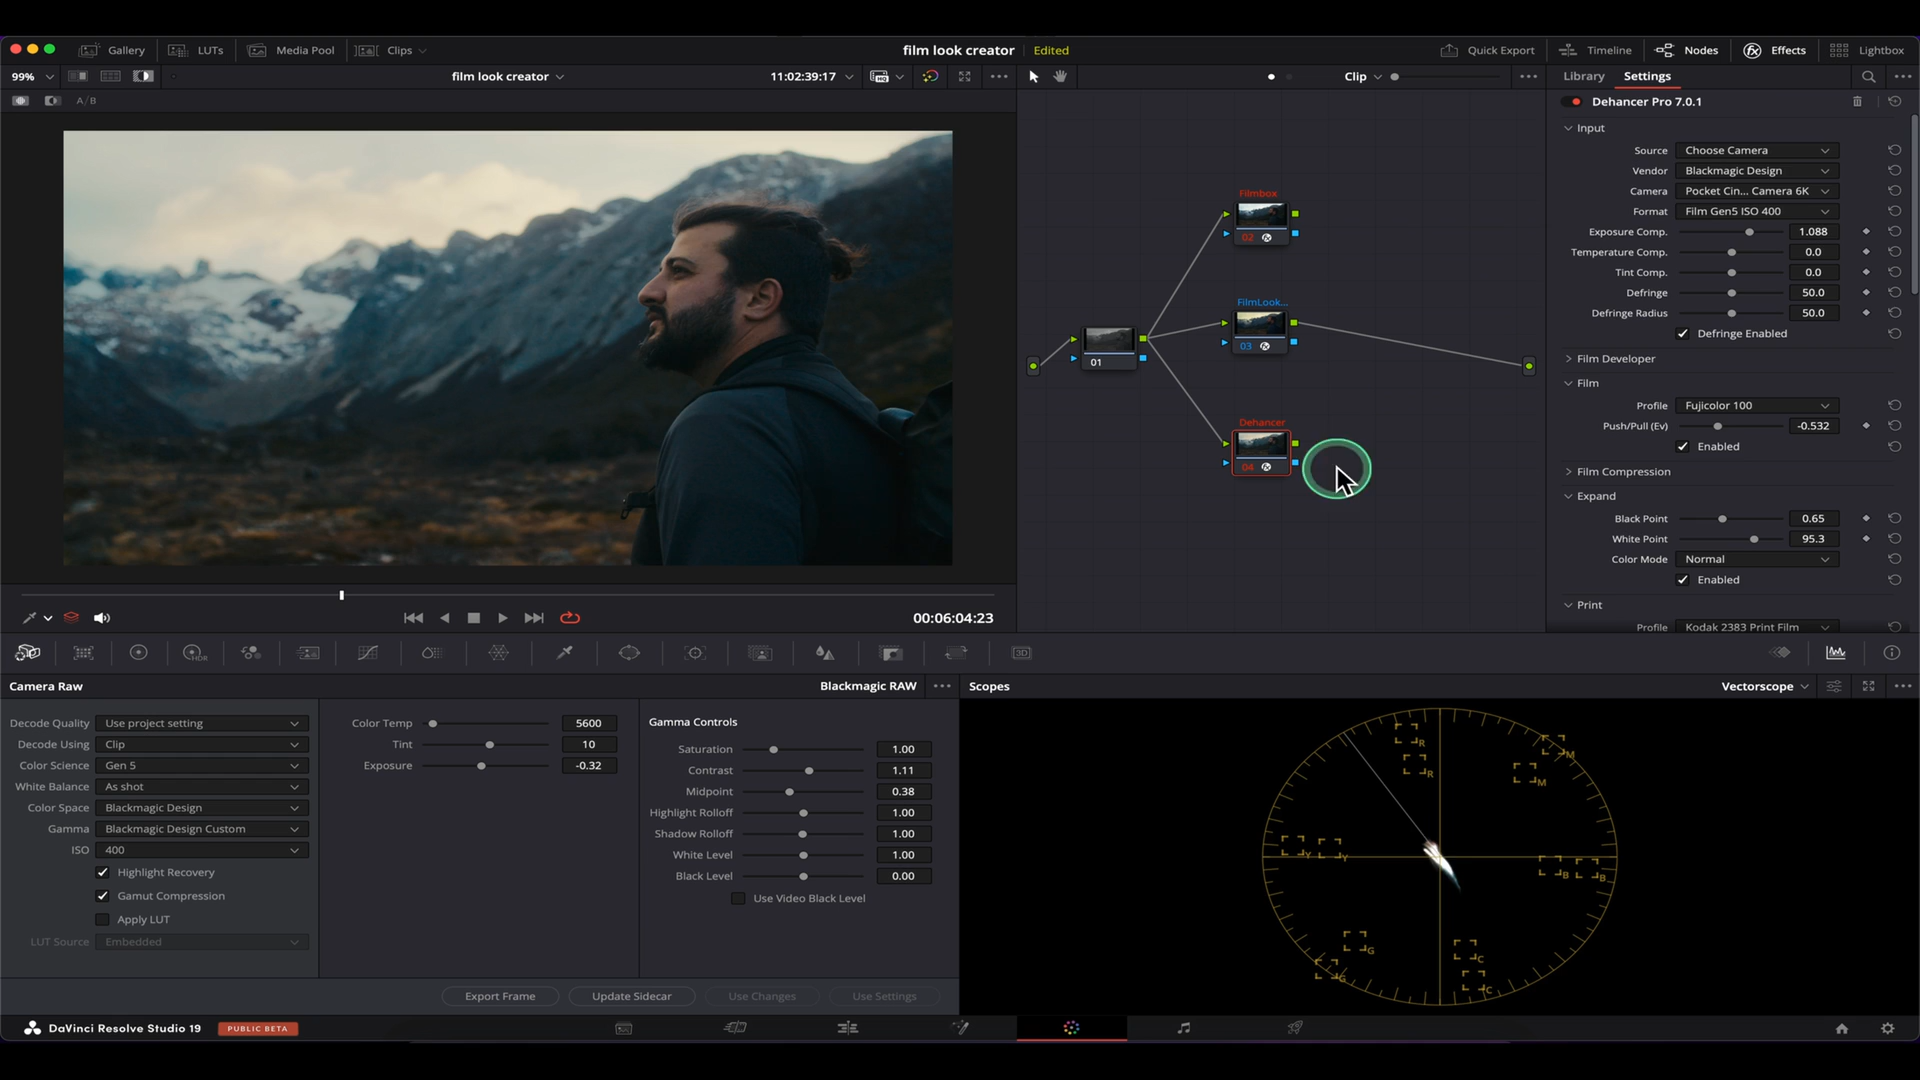 Gallery LUTs Media Pool Clips film look creator Edited Quick Export Timeline Nodes Effects Lightbox
99% film look creator 11:02:39:17 Clip Library Settings
A/B
Dehancer Pro 7.0.1
Input
Source Choose Camera
Vendor Blackmagic Design
Camera Pocket Cin... Camera 6K
Format Film Gen5 ISO 400
Exposure Comp. 1.088
Temperature Comp. 0.0
Tint Comp. 0.0
Defringe 50.0
Defringe Radius 50.0
Defringe Enabled
Film Developer
Film
Profile Fujicolor 100
Push/Pull (Ev) -0.532
Enabled
Film Compression
Expand
Black Point 0.65
White Point 95.3
Color Mode Normal
Enabled
Print
Profile Kodak 2383 Print Film
Filmbox
02
FilmLook...
03
01
Dehancer
04
00:06:04:23
HDR
3D
Camera Raw Blackmagic RAW
Decode Quality Use project setting
Decode Using Clip
Color Science Gen 5
White Balance As shot
Color Space Blackmagic Design
Gamma Blackmagic Design Custom
ISO 400
Highlight Recovery
Gamut Compression
Apply LUT
LUT Source Embedded
Color Temp 5600
Tint 10
Exposure -0.32
Gamma Controls
Saturation 1.00
Contrast 1.11
Midpoint 0.38
Highlight Rolloff 1.00
Shadow Rolloff 1.00
White Level 1.00
Black Level 0.00
Use Video Black Level
Export Frame Update Sidecar Use Changes Use Settings
Scopes Vectorscope
R
R
M
M
Y Y
B B
G
G
C
C
DaVinci Resolve Studio 19 PUBLIC BETA